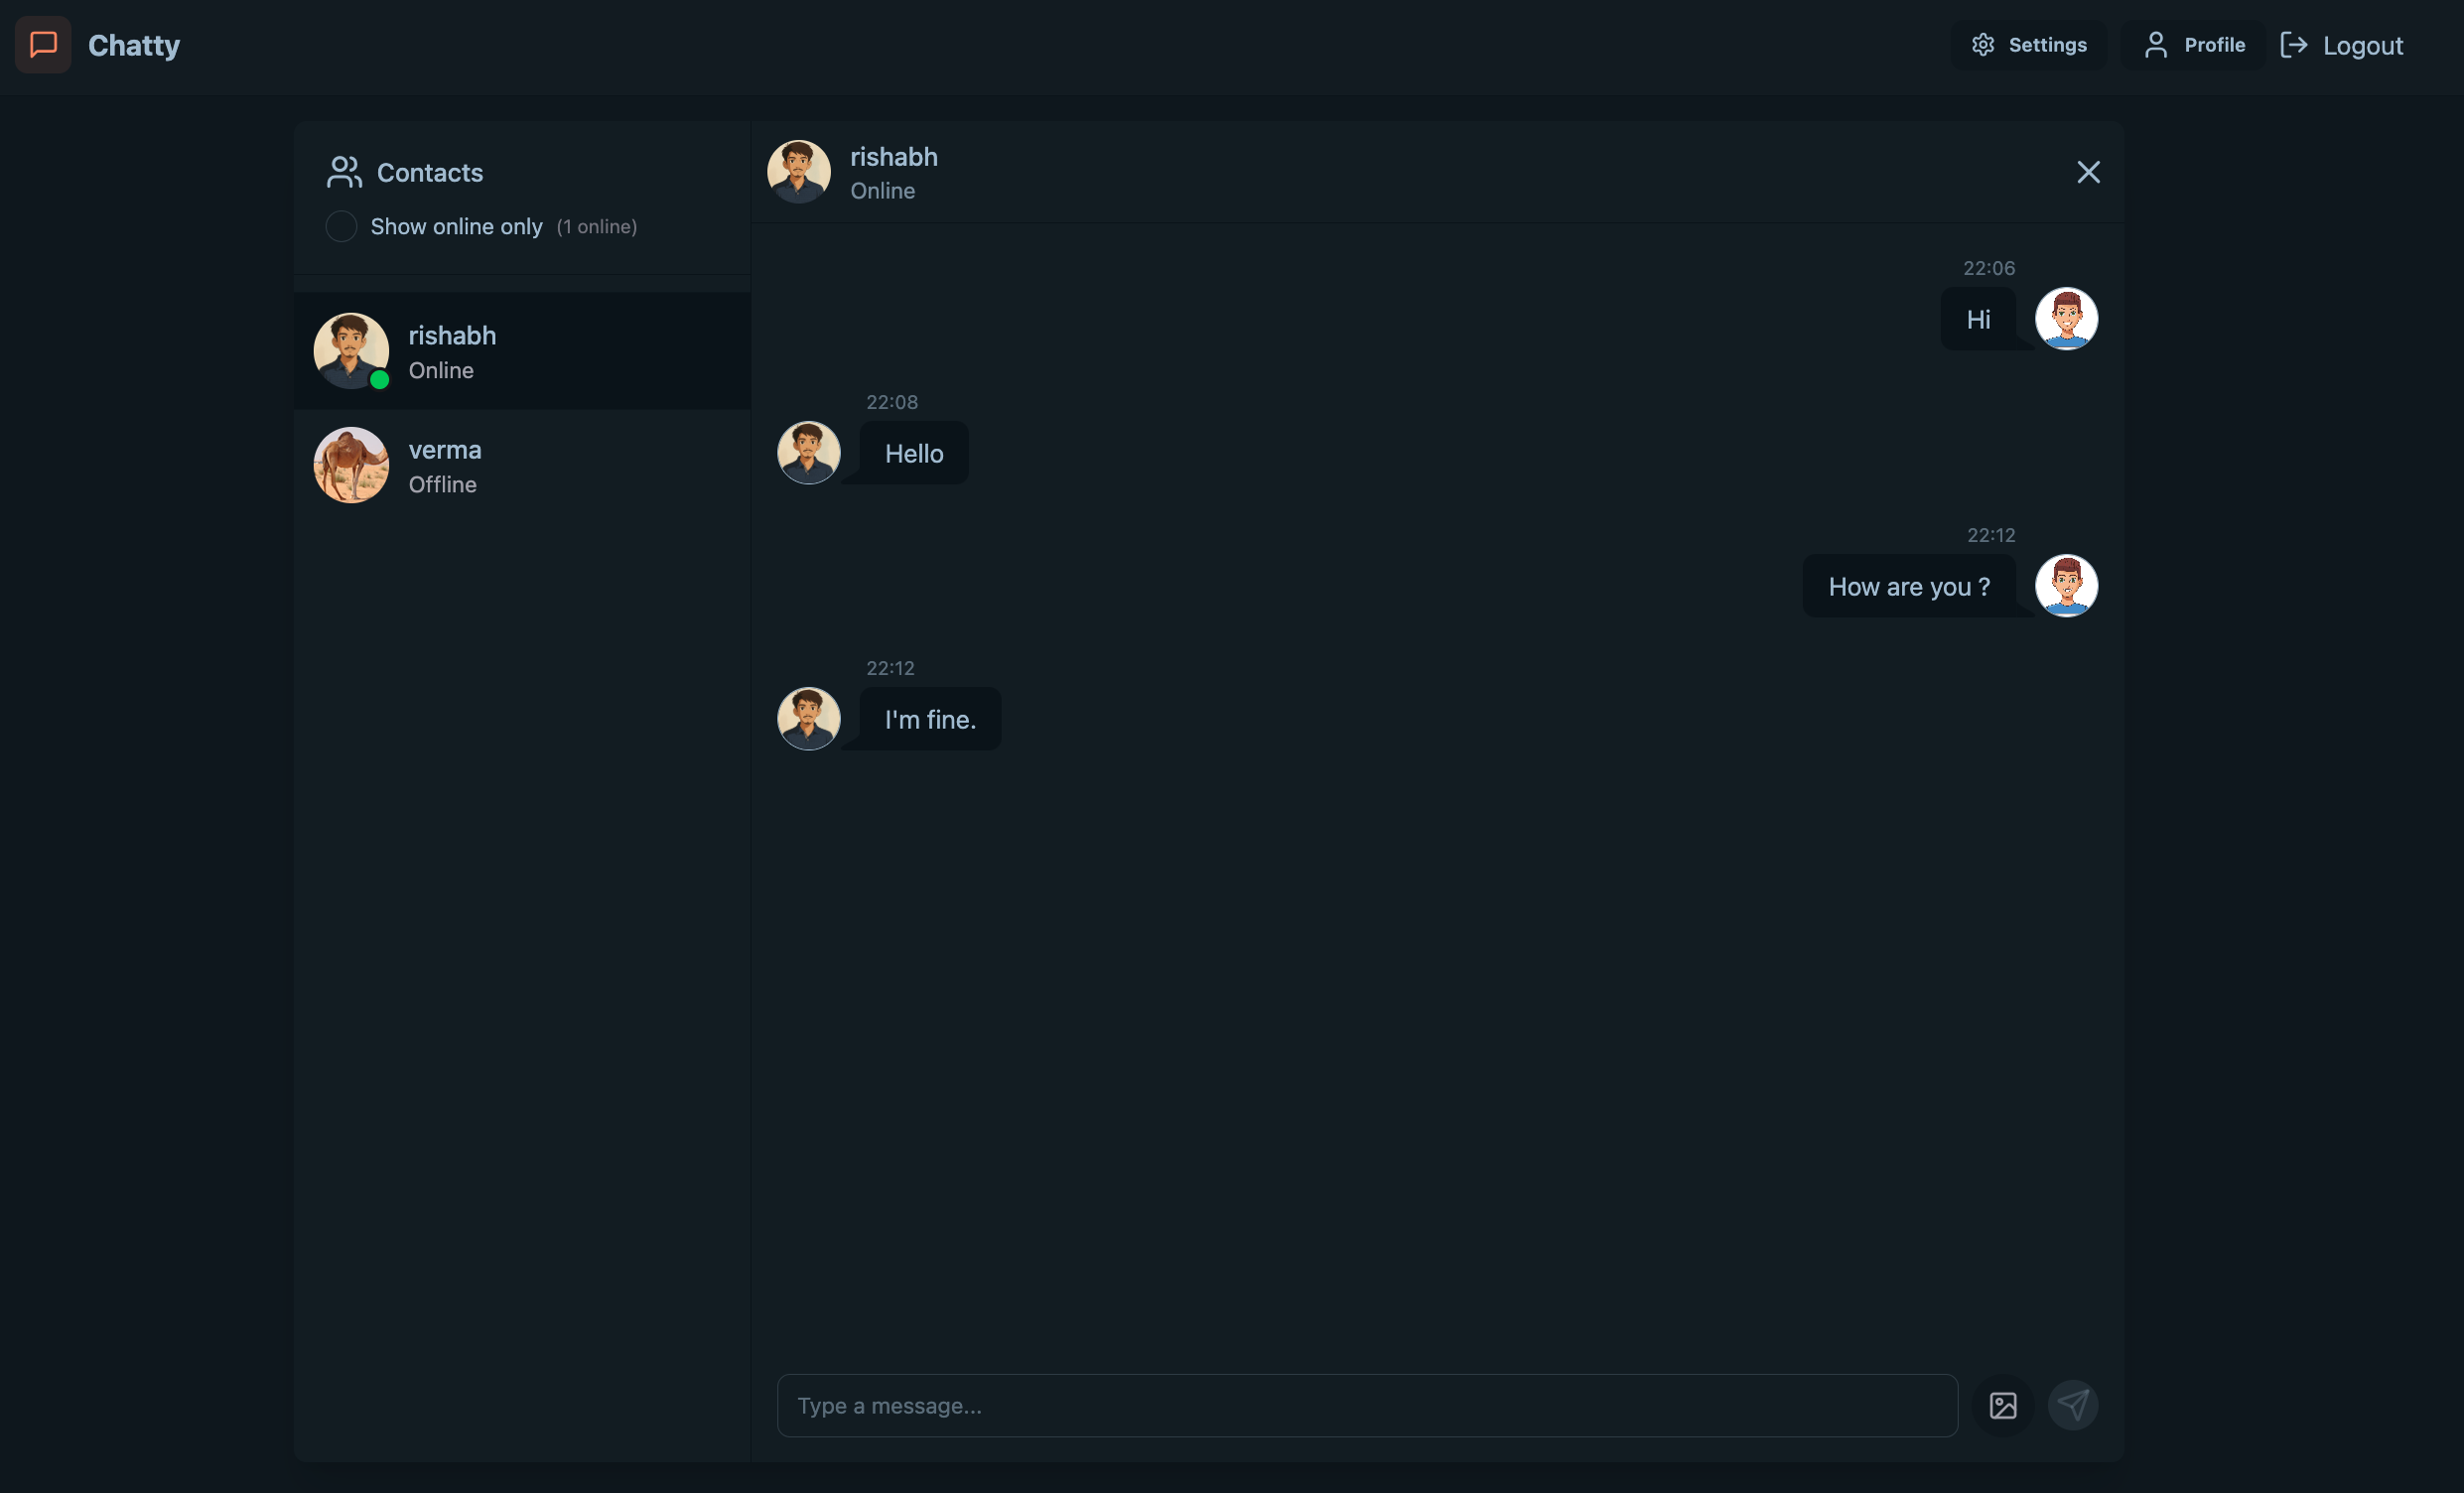 Chatty
Settings
Profile
Logout
Contacts
Show online only (1 online)
rishabh
Online
verma
Offline
rishabh
Online
22:06
Hi
22:08
Hello
22:12
How are you ?
22:12
I'm fine.
Type a message...